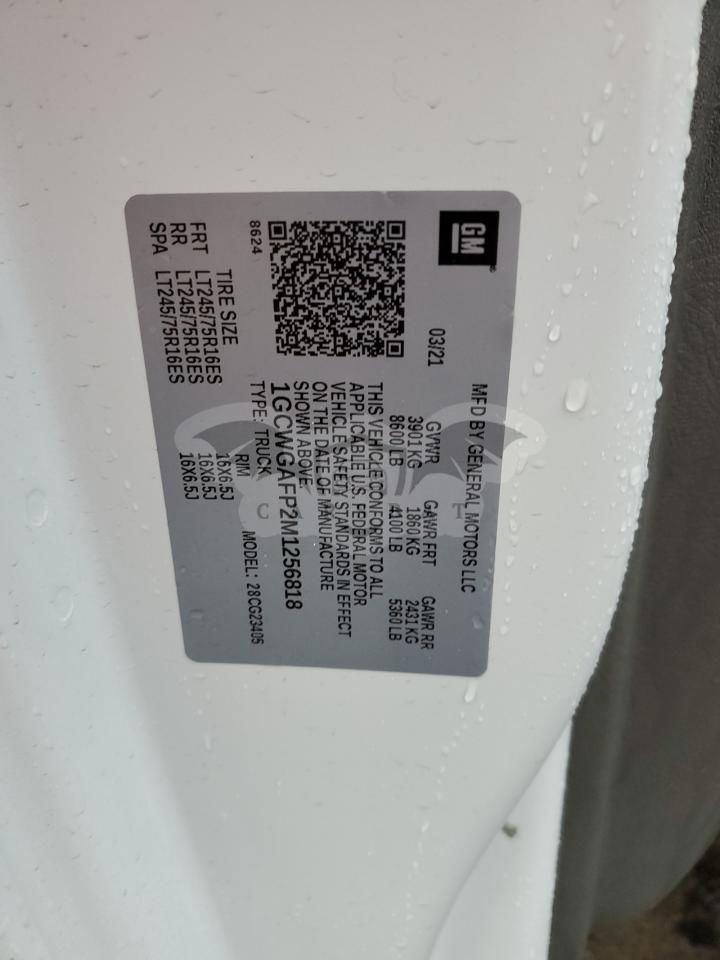 GM
MFD BY GENERAL MOTORS LLC
03/21
GVWR GAWR FRT GAWR RR
3901 KG 1860 KG 2431 KG
8600 LB 4100 LB 5360 LB
THIS VEHICLE CONFORMS TO ALL
APPLICABLE U.S. FEDERAL MOTOR
VEHICLE SAFETY STANDARDS IN EFFECT
ON THE DATE OF MANUFACTURE
SHOWN ABOVE.
1GCWGAFP2M1256818
TYPE: TRUCK MODEL: 28CG23405
8624
TIRE SIZE RIM
FRT LT245/75R16ES 16X6.5J
RR LT245/75R16ES 16X6.5J
SPA LT245/75R16ES 16X6.5J